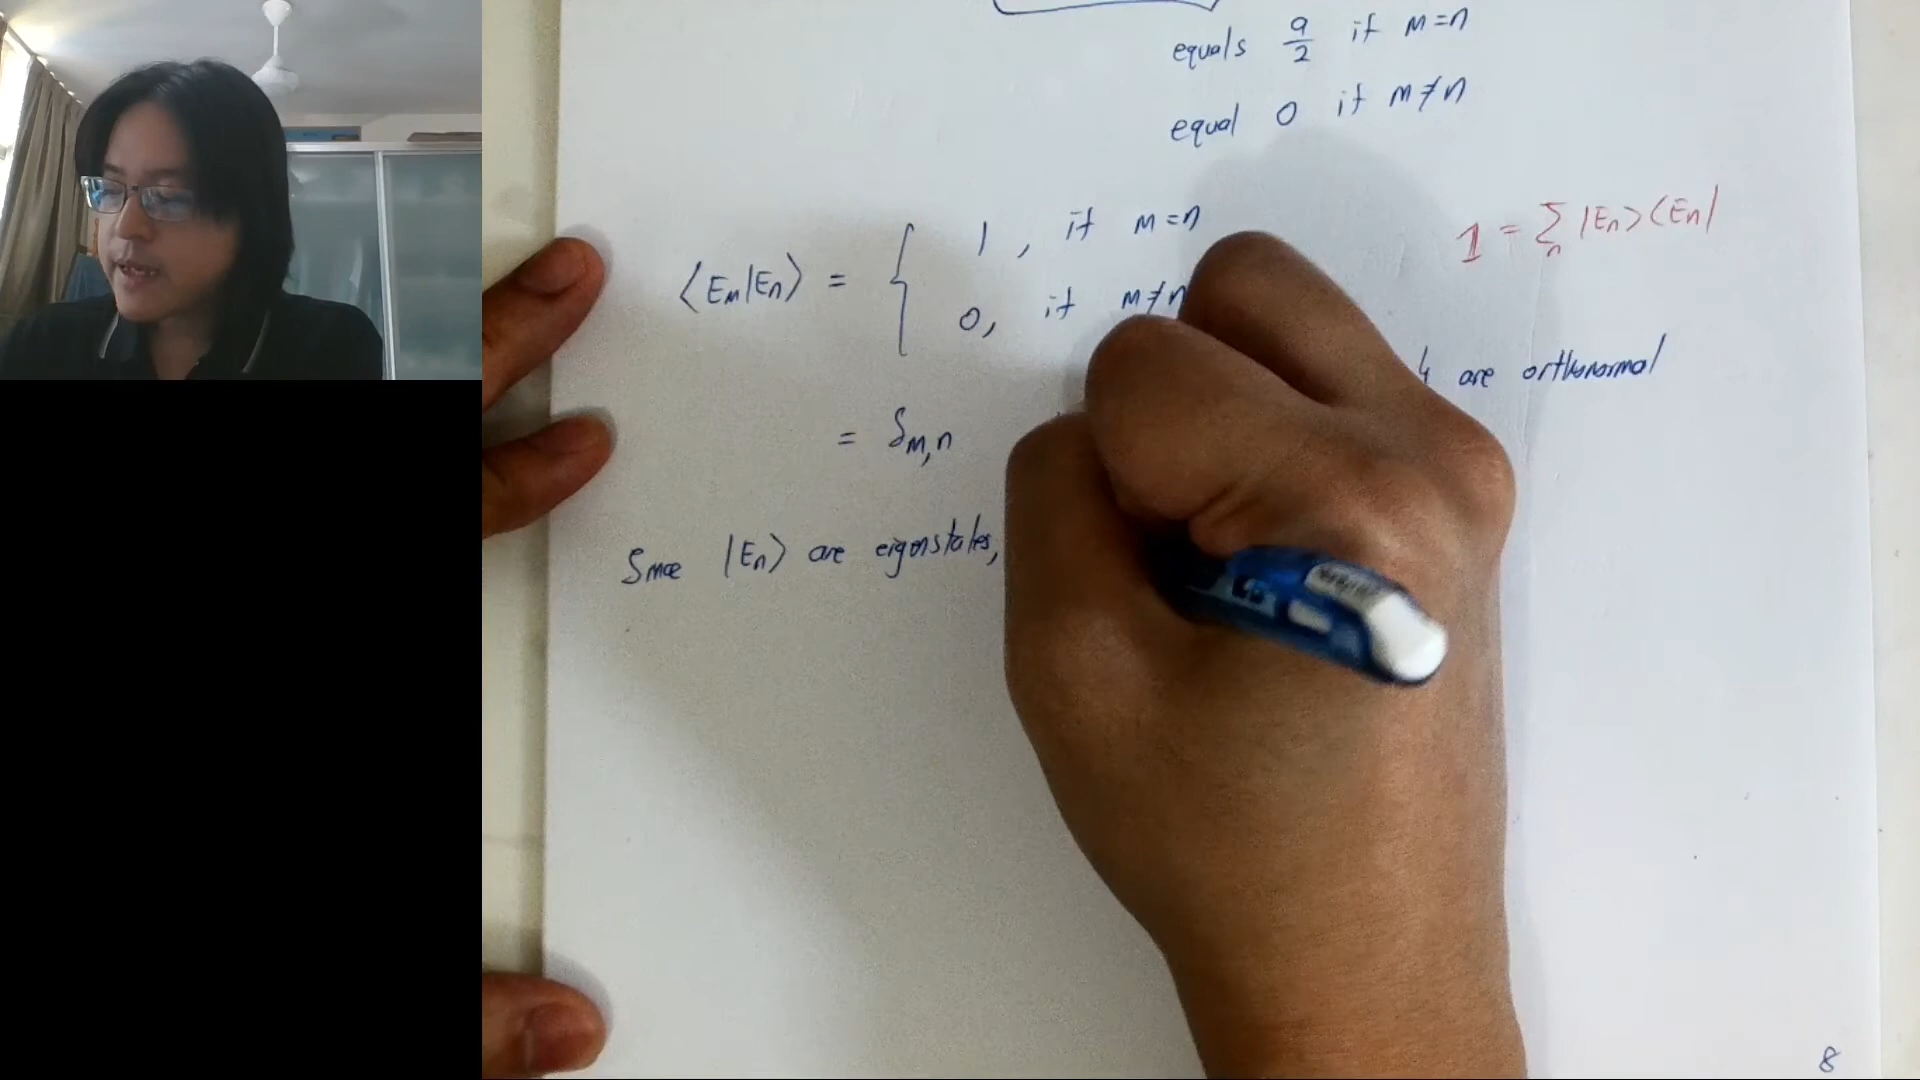 equals a/2 if m=n
equal 0 if m≠n
⟨Em|En⟩ = { 1, if m=n
0, if m≠n
𝟙 = Σn |En⟩⟨En|
are orthonormal
= δm,n
Since |En⟩ are eigenstates,
8